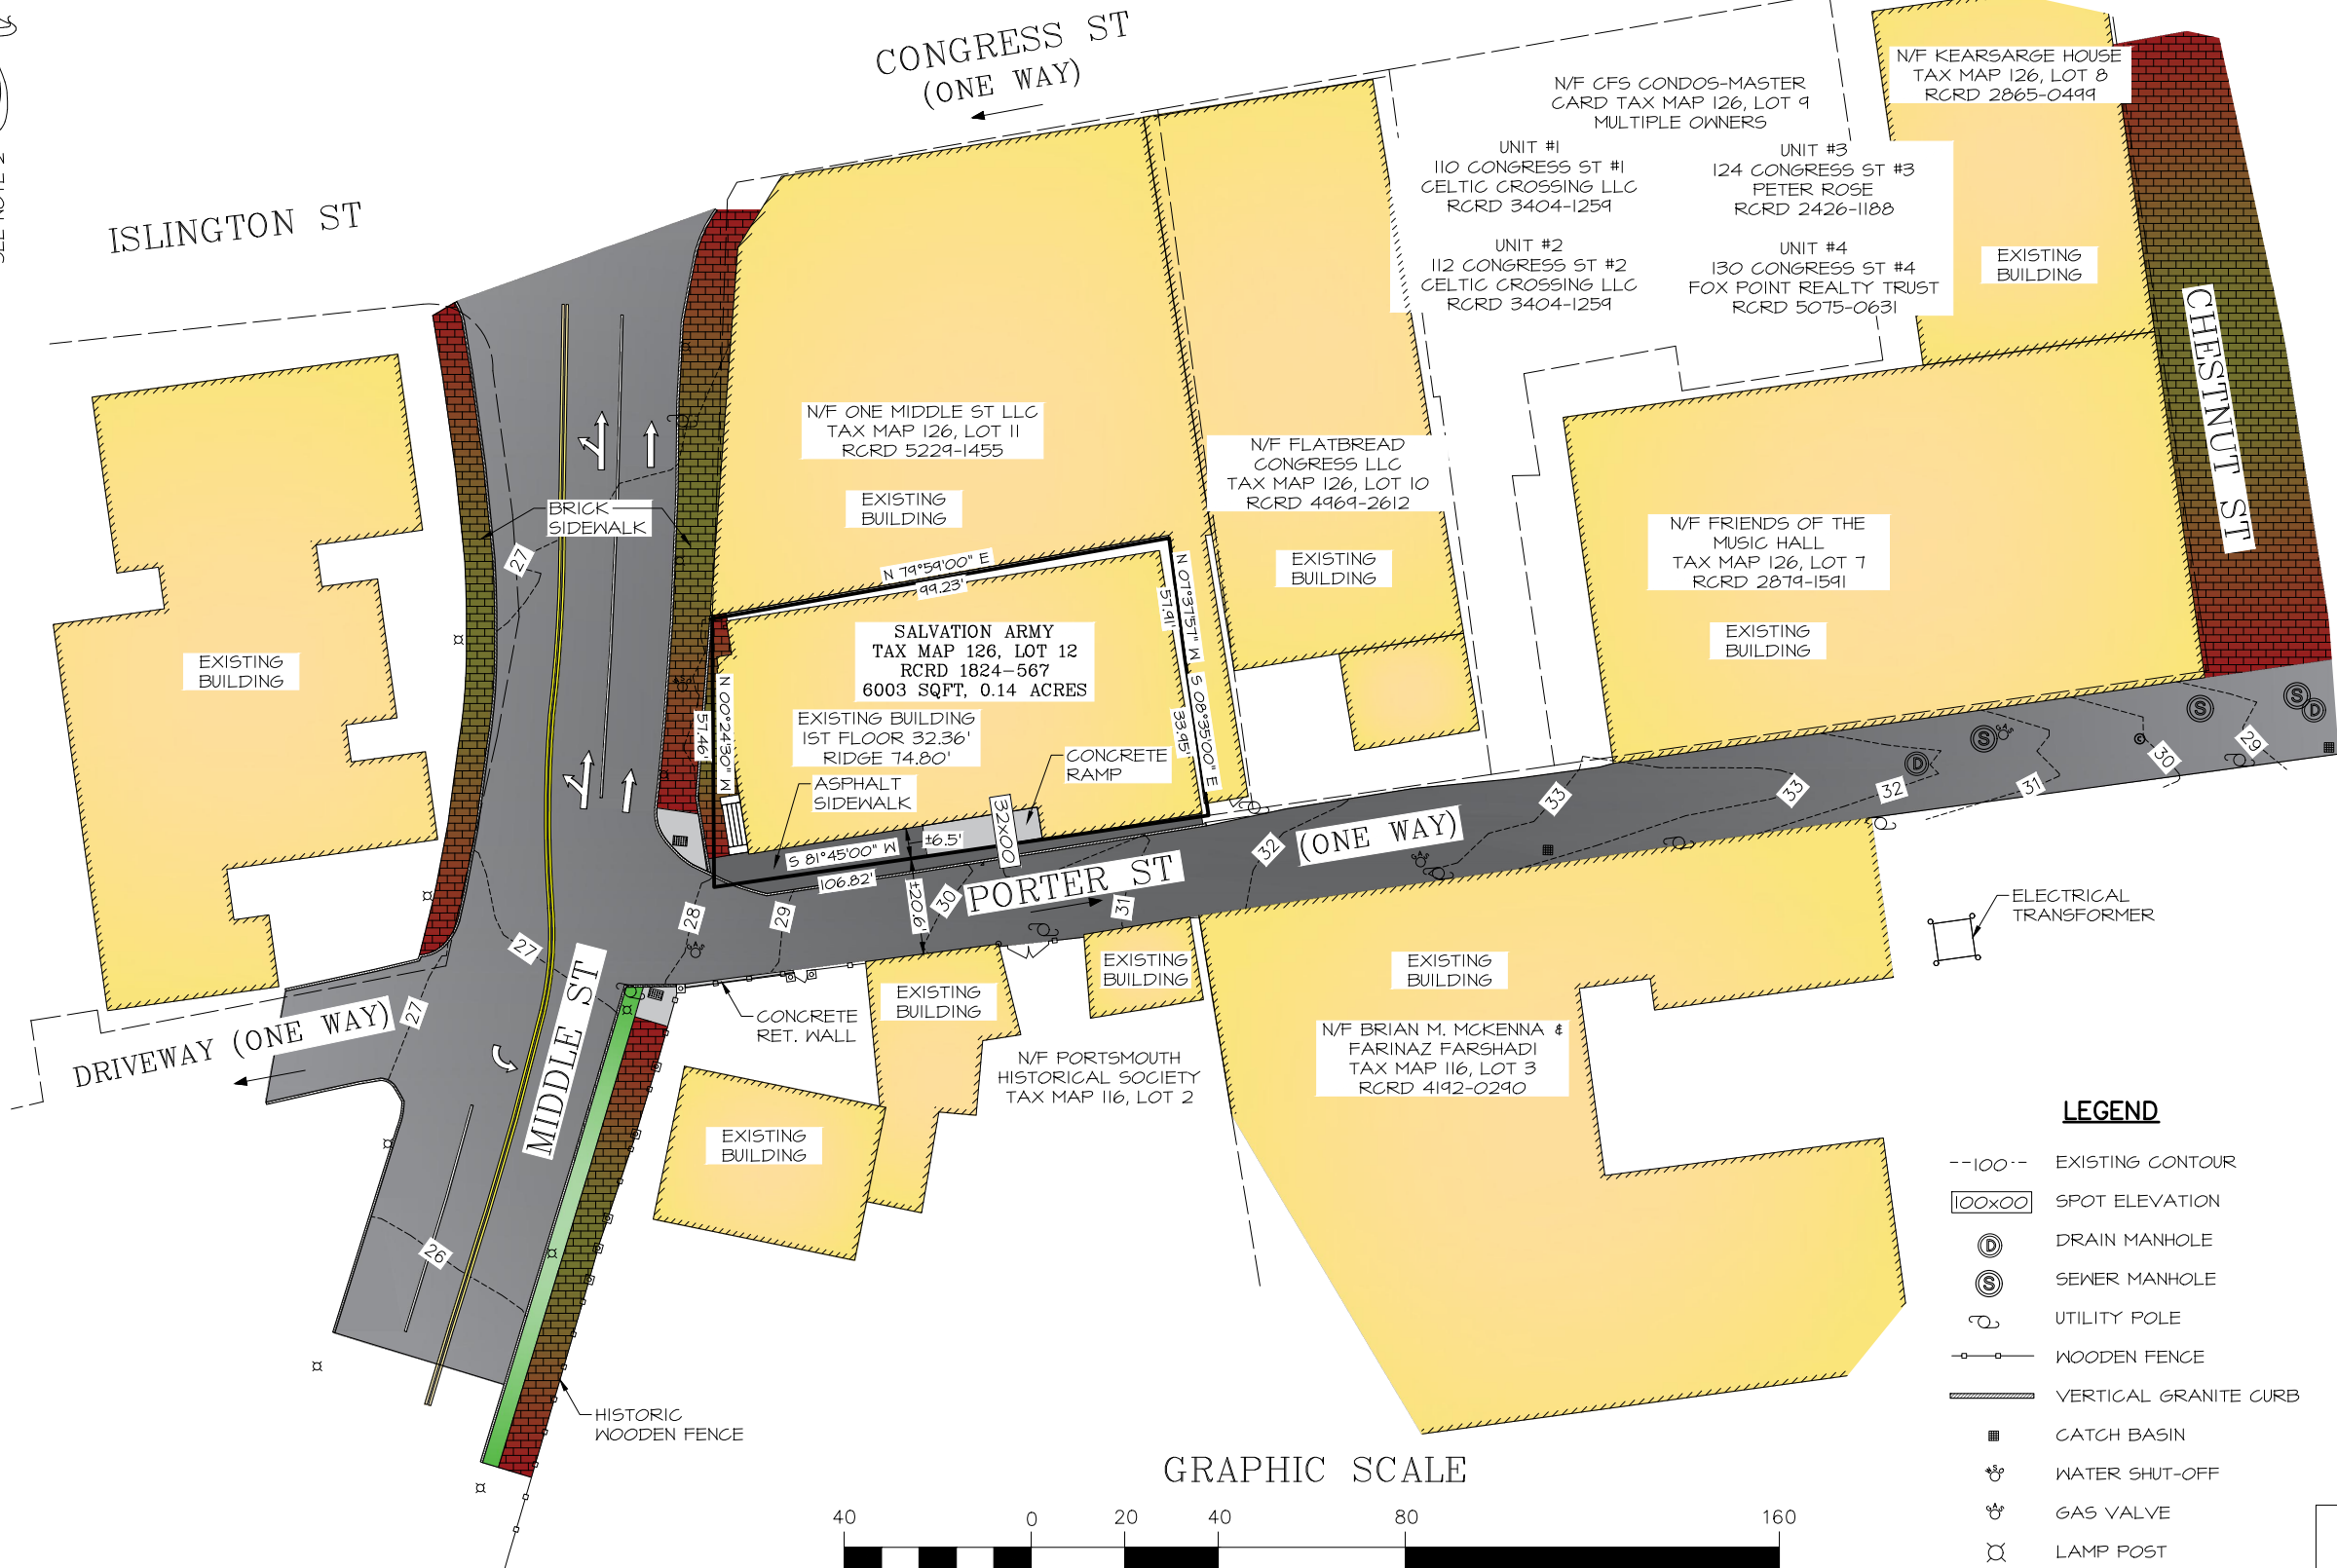 CONGRESS ST
(ONE WAY)
ISLINGTON ST
N/F CFS CONDOS-MASTER
CARD TAX MAP 126, LOT 9
MULTIPLE OWNERS
UNIT #1
110 CONGRESS ST #1
CELTIC CROSSING LLC
RCRD 3404-1259
UNIT #2
112 CONGRESS ST #2
CELTIC CROSSING LLC
RCRD 3404-1259
UNIT #3
124 CONGRESS ST #3
PETER ROSE
RCRD 2426-1188
UNIT #4
130 CONGRESS ST #4
FOX POINT REALTY TRUST
RCRD 5075-0631
N/F KEARSARGE HOUSE
TAX MAP 126, LOT 8
RCRD 2865-0499
EXISTING
BUILDING
CHESTNUT ST
N/F ONE MIDDLE ST LLC
TAX MAP 126, LOT 11
RCRD 5229-1455
EXISTING
BUILDING
N/F FLATBREAD
CONGRESS LLC
TAX MAP 126, LOT 10
RCRD 4969-2612
EXISTING
BUILDING
N/F FRIENDS OF THE
MUSIC HALL
TAX MAP 126, LOT 7
RCRD 2879-1591
EXISTING
BUILDING
BRICK
SIDEWALK
27
EXISTING
BUILDING
N 79°59'00" E
99.23'
N 07°37'57" W
57.91'
S 08°35'00" E
33.95'
N 00°24'30" W
57.46'
SALVATION ARMY
TAX MAP 126, LOT 12
RCRD 1824-567
6003 SQFT, 0.14 ACRES
EXISTING BUILDING
1ST FLOOR 32.36'
RIDGE 74.80'
ASPHALT
SIDEWALK
CONCRETE
RAMP
32x00
±6.5'
S 81°45'00" W
106.82'
±20.6'
PORTER ST
(ONE WAY)
28
29
30
31
32
33
33
32
31
30
29
27
27
26
DRIVEWAY (ONE WAY)
MIDDLE ST
CONCRETE
RET. WALL
EXISTING
BUILDING
EXISTING
BUILDING
EXISTING
BUILDING
EXISTING
BUILDING
N/F PORTSMOUTH
HISTORICAL SOCIETY
TAX MAP 116, LOT 2
N/F BRIAN M. MCKENNA &
FARINAZ FARSHADI
TAX MAP 116, LOT 3
RCRD 4192-0290
ELECTRICAL
TRANSFORMER
HISTORIC
WOODEN FENCE
LEGEND
100 EXISTING CONTOUR
100x00 SPOT ELEVATION
D DRAIN MANHOLE
S SEWER MANHOLE
UTILITY POLE
WOODEN FENCE
VERTICAL GRANITE CURB
CATCH BASIN
WATER SHUT-OFF
GAS VALVE
LAMP POST
GRAPHIC SCALE
40 0 20 40 80 160